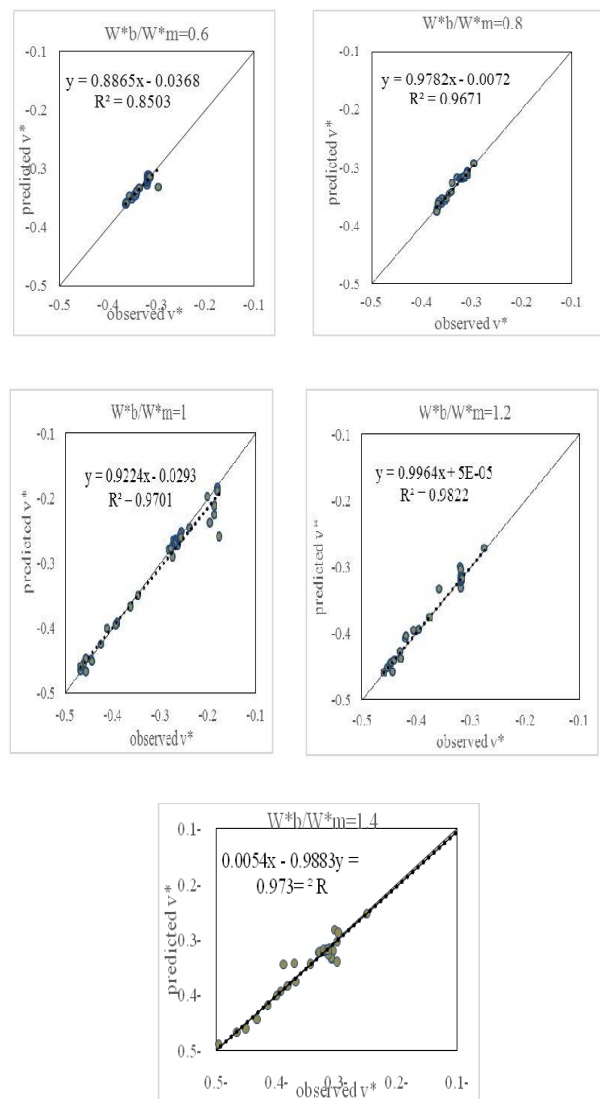 W*b/W*m=0.6
-0.1
y = 0.8865x - 0.0368
R² = 0.8503
-0.2
-0.3
-0.4
-0.5
predicted v*
-0.5 -0.4 -0.3 -0.2 -0.1
observed v*
W*b/W*m=0.8
-0.1
y = 0.9782x - 0.0072
R² = 0.9671
-0.2
-0.3
-0.4
-0.5
predicted v*
-0.5 -0.4 -0.3 -0.2 -0.1
observed v*
W*b/W*m=1
-0.1
y = 0.9224x - 0.0293
R² = 0.9701
-0.2
-0.3
-0.4
-0.5
predicted v*
-0.5 -0.4 -0.3 -0.2 -0.1
observed v*
W*b/W*m=1.2
-0.1
y = 0.9964x + 5E-05
R² = 0.9822
-0.2
-0.3
-0.4
-0.5
predicted v*
-0.5 -0.4 -0.3 -0.2 -0.1
observed v*
W*b/W*m=1.4
0.1-
0.0054x - 0.9883y =
0.973= ² R
0.2-
0.3-
0.4-
0.5-
predicted v*
0.5- 0.4- 0.3- 0.2- 0.1-
observed v*